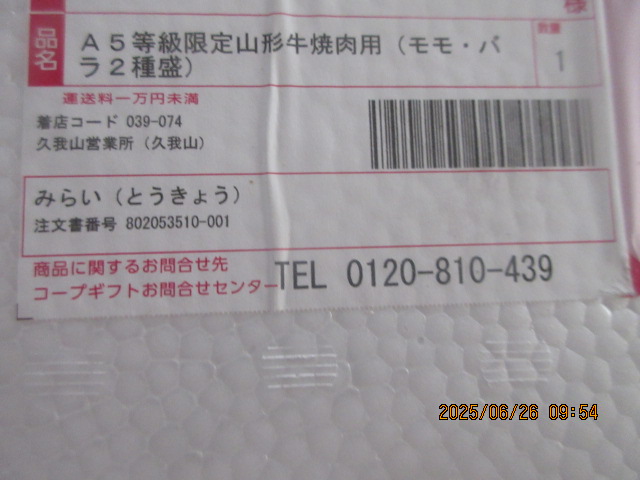 様
品名
A5等級限定山形牛焼肉用（モモ・バ
ラ2種盛）
数量
1
運送料一万円未満
着店コード 039-074
久我山営業所（久我山）
みらい（とうきょう）
注文書番号 802053510-001
商品に関するお問合せ先
コープギフトお問合せセンター
TEL 0120-810-439
2025/06/26 09:54